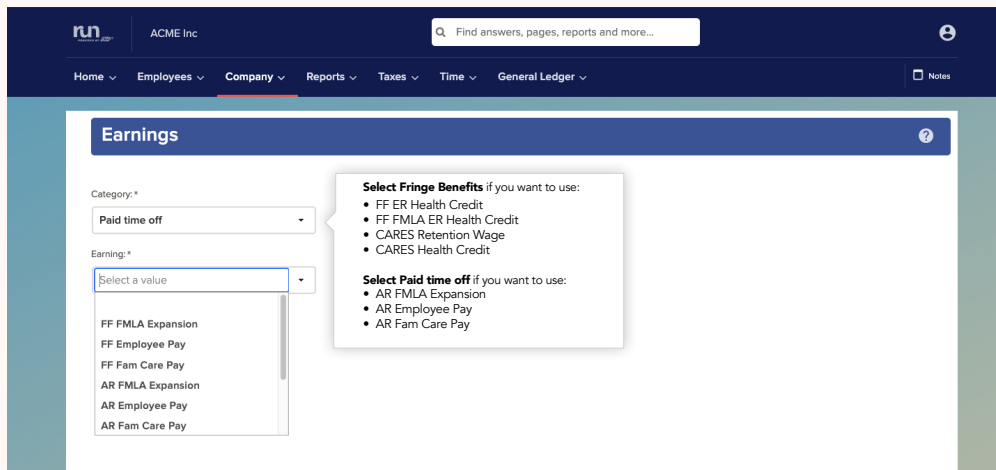 run
ACME Inc
Find answers, pages, reports and more...
Home
Employees
Company
Reports
Taxes
Time
General Ledger
Notes
Earnings
?
Category:*
Paid time off
Earning:*
Select a value
FF FMLA Expansion
FF Employee Pay
FF Fam Care Pay
AR FMLA Expansion
AR Employee Pay
AR Fam Care Pay
Select Fringe Benefits if you want to use:
• FF ER Health Credit
• FF FMLA ER Health Credit
• CARES Retention Wage
• CARES Health Credit
Select Paid time off if you want to use:
• AR FMLA Expansion
• AR Employee Pay
• AR Fam Care Pay